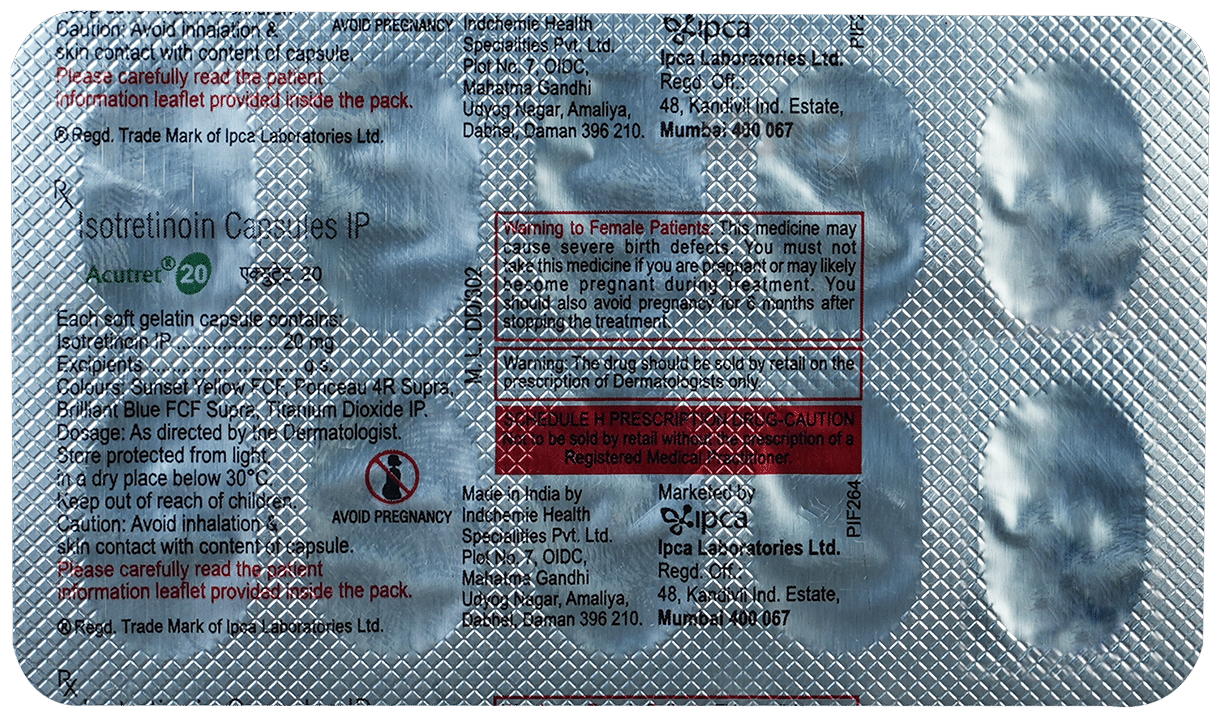 Caution: Avoid inhalation &
skin contact with content of capsule.
Please carefully read the patient
information leaflet provided inside the pack.
® Regd. Trade Mark of Ipca Laboratories Ltd.
AVOID PREGNANCY
Indchemie Health
Specialities Pvt. Ltd.
Plot No. 7, OIDC,
Mahatma Gandhi
Udyog Nagar, Amaliya,
Dabhel, Daman 396 210.
ipca
Ipca Laboratories Ltd.
Regd. Off.:
48, Kandivli Ind. Estate,
Mumbai 400 067
Rx
Isotretinoin Capsules IP
Acutret® 20 एक्युट्रेट 20
Each soft gelatin capsule contains:
Isotretinoin IP .................... 20 mg
Excipients ............................ q.s.
Colours: Sunset Yellow FCF, Ponceau 4R Supra,
Brilliant Blue FCF Supra, Titanium Dioxide IP.
Dosage: As directed by the Dermatologist.
Store protected from light,
in a dry place below 30°C.
Keep out of reach of children.
Caution: Avoid inhalation &
skin contact with content of capsule.
Please carefully read the patient
information leaflet provided inside the pack.
® Regd. Trade Mark of Ipca Laboratories Ltd.
AVOID PREGNANCY
M. L.: DD/302
Warning to Female Patients: This medicine may
cause severe birth defects. You must not
take this medicine if you are pregnant or may likely
become pregnant during treatment. You
should also avoid pregnancy for 6 months after
stopping the treatment.
Warning: The drug should be sold by retail on the
prescription of Dermatologists only.
SCHEDULE H PRESCRIPTION DRUG-CAUTION
Not to be sold by retail without the prescription of a
Registered Medical Practitioner.
Made in India by
Indchemie Health
Specialities Pvt. Ltd.
Plot No. 7, OIDC,
Mahatma Gandhi
Udyog Nagar, Amaliya,
Dabhel, Daman 396 210.
Marketed by
ipca
Ipca Laboratories Ltd.
Regd. Off.:
48, Kandivli Ind. Estate,
Mumbai 400 067
PIF264
Rx